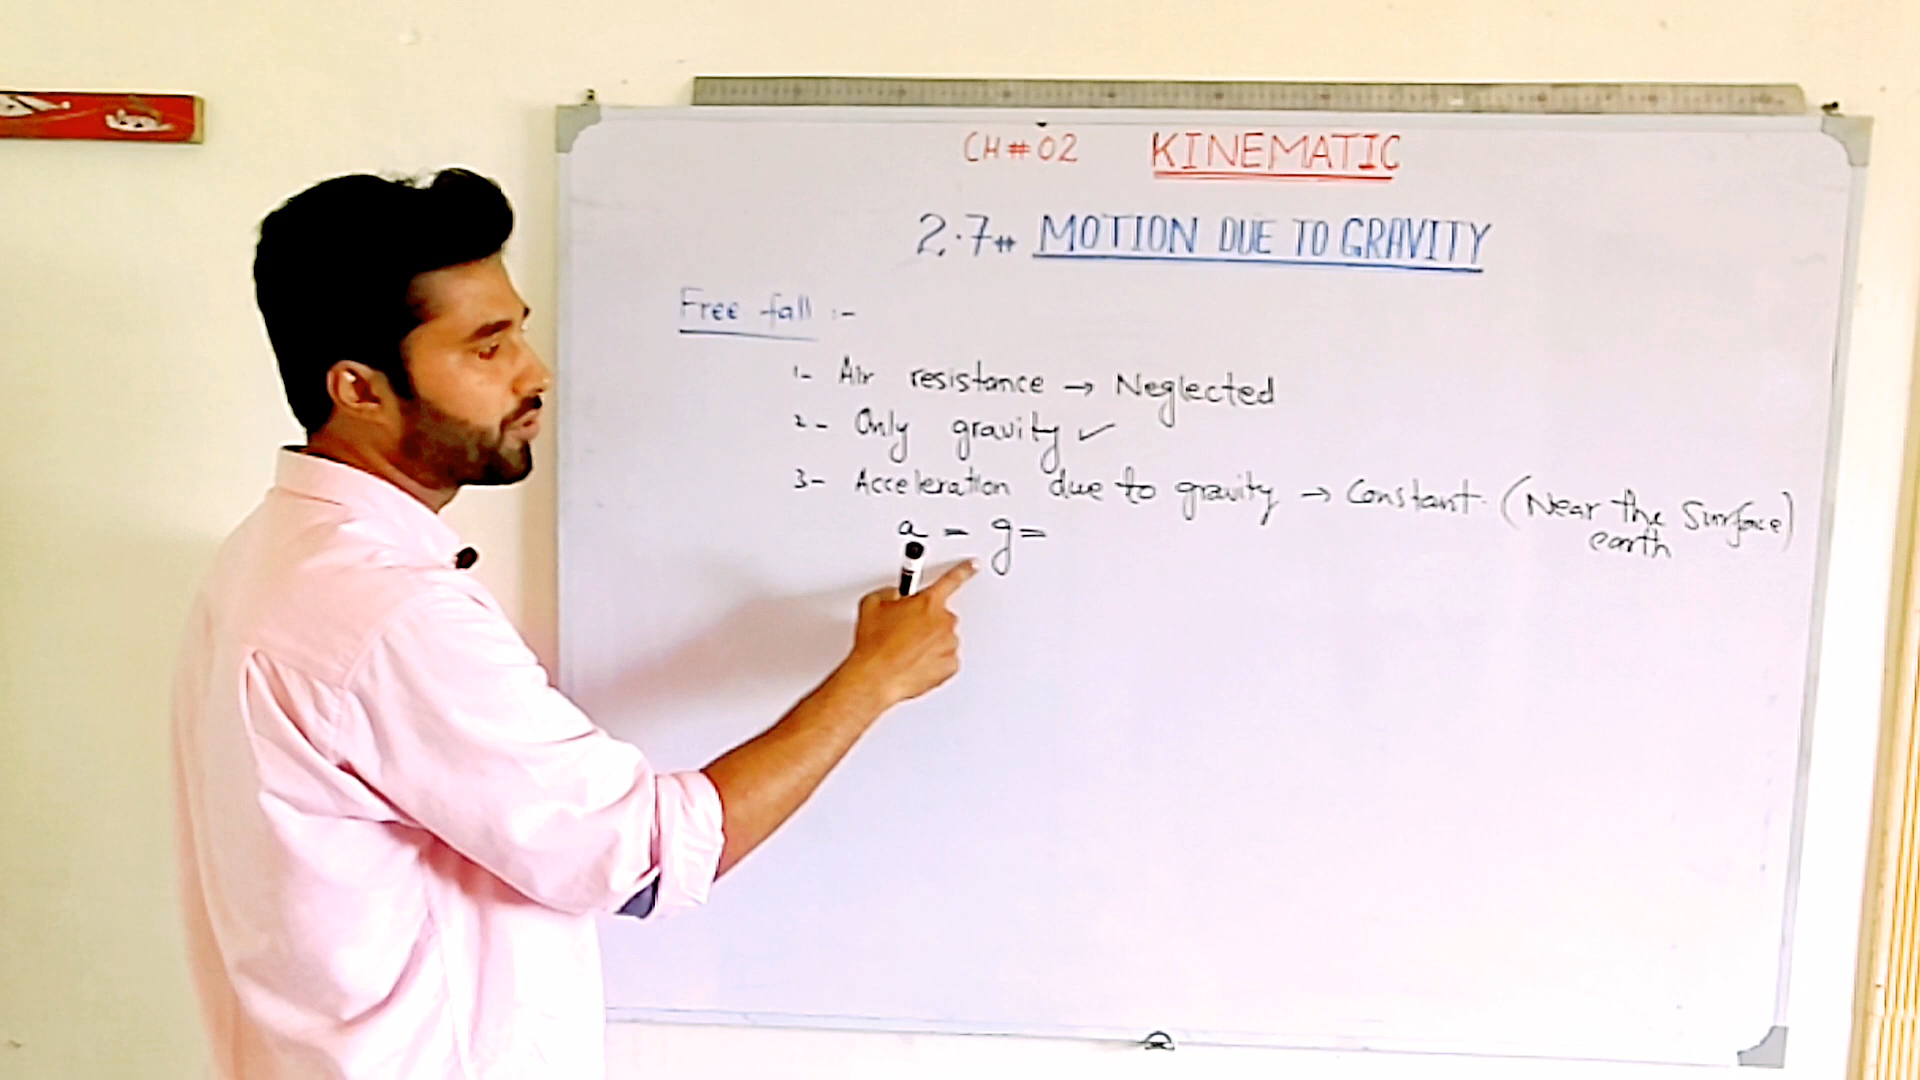 CH # 02 KINEMATIC
2.7# MOTION DUE TO GRAVITY
Free fall :-
1- Air resistance → Neglected
2- Only gravity ✓
3- Acceleration due to gravity → Constant. (Near the Surface)
earth
a = g =